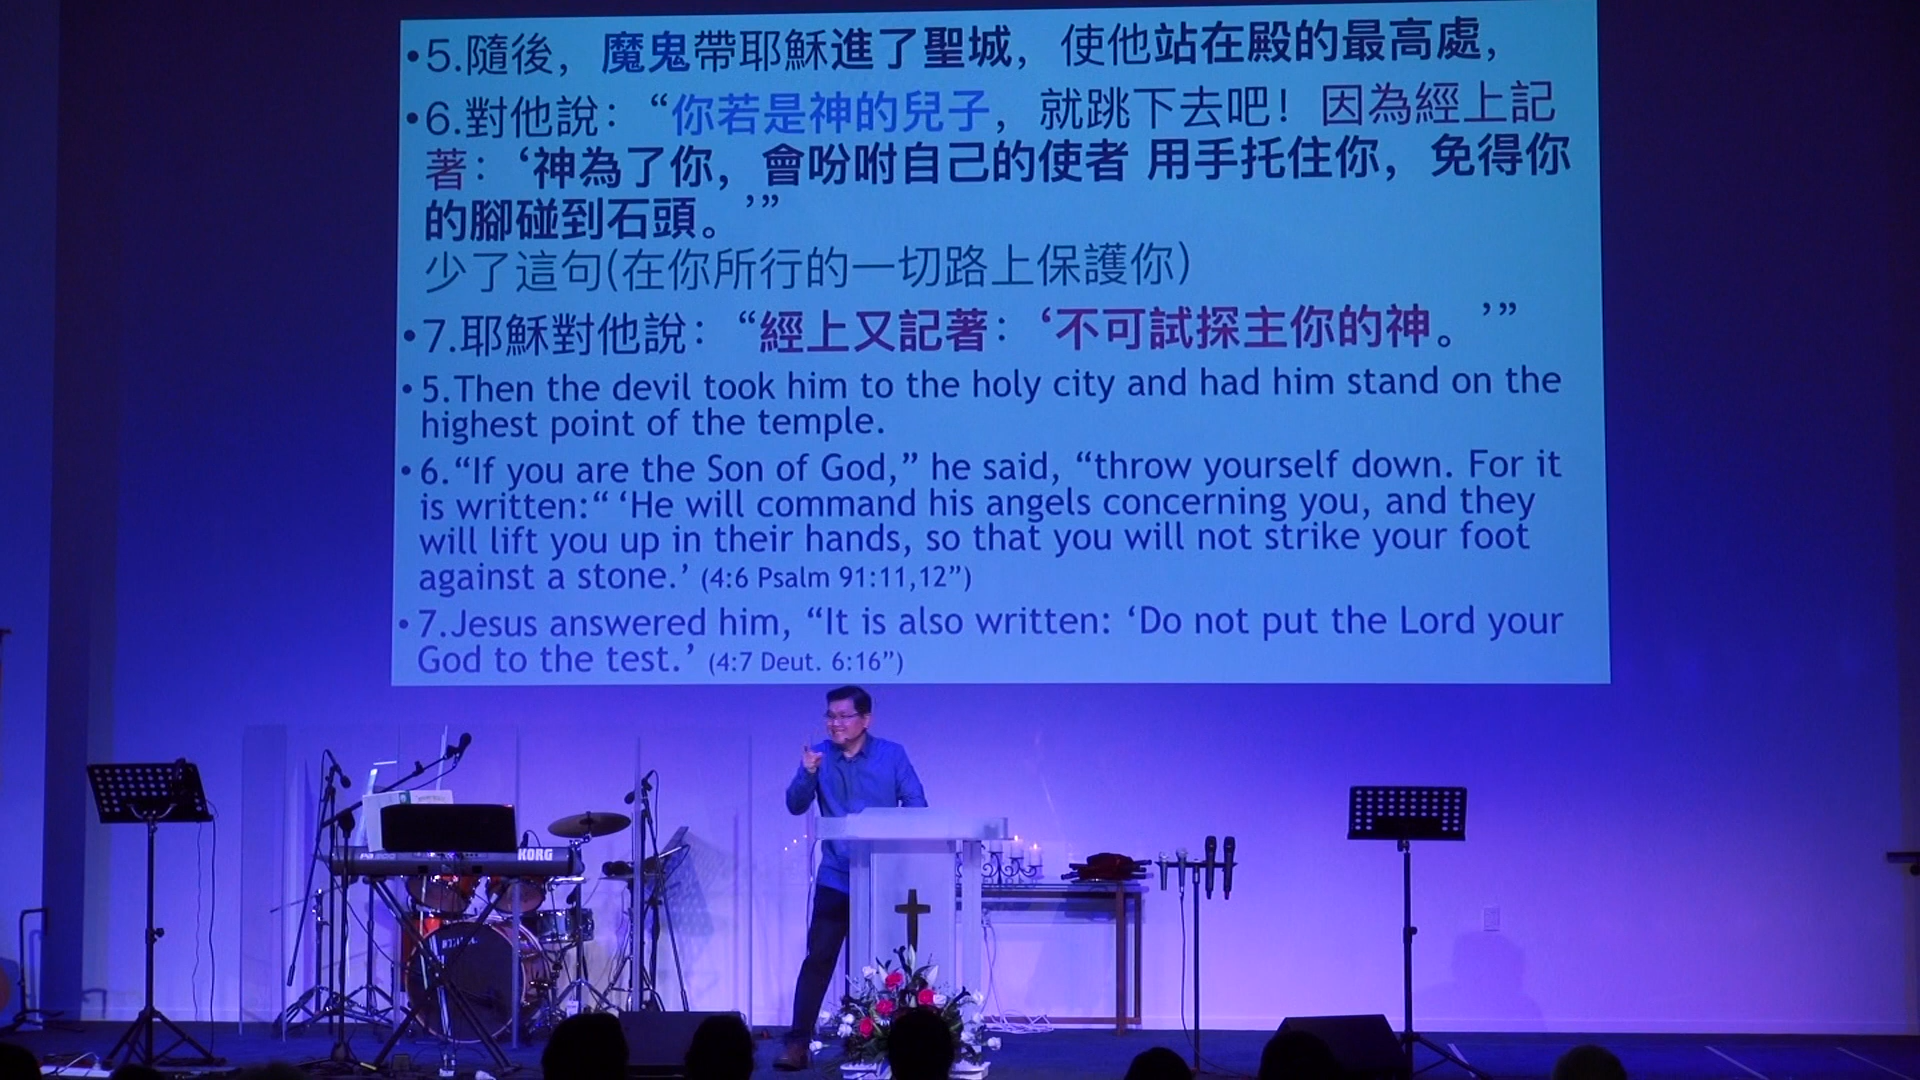 •5.隨後，魔鬼帶耶穌進了聖城，使他站在殿的最高處，
•6.對他說：“你若是神的兒子，就跳下去吧！因為經上記
著：‘神為了你，會吩咐自己的使者 用手托住你，免得你
的腳碰到石頭。’”
少了這句(在你所行的一切路上保護你)
•7.耶穌對他說：“經上又記著：‘不可試探主你的神。’”
•5.Then the devil took him to the holy city and had him stand on the
highest point of the temple.
•6.“If you are the Son of God,” he said, “throw yourself down. For it
is written:“ ‘He will command his angels concerning you, and they
will lift you up in their hands, so that you will not strike your foot
against a stone.’ (4:6 Psalm 91:11,12”)
•7.Jesus answered him, “It is also written: ‘Do not put the Lord your
God to the test.’ (4:7 Deut. 6:16”)
KORG